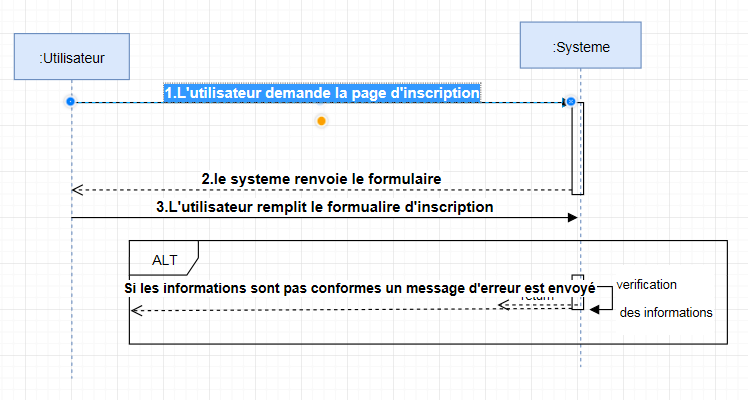 :Utilisateur
:Systeme
1.L'utilisateur demande la page d'inscription
2.le systeme renvoie le formulaire
3.L'utilisateur remplit le formualire d'inscription
ALT
Si les informations sont pas conformes un message d'erreur est envoyé
verification
return
des informations